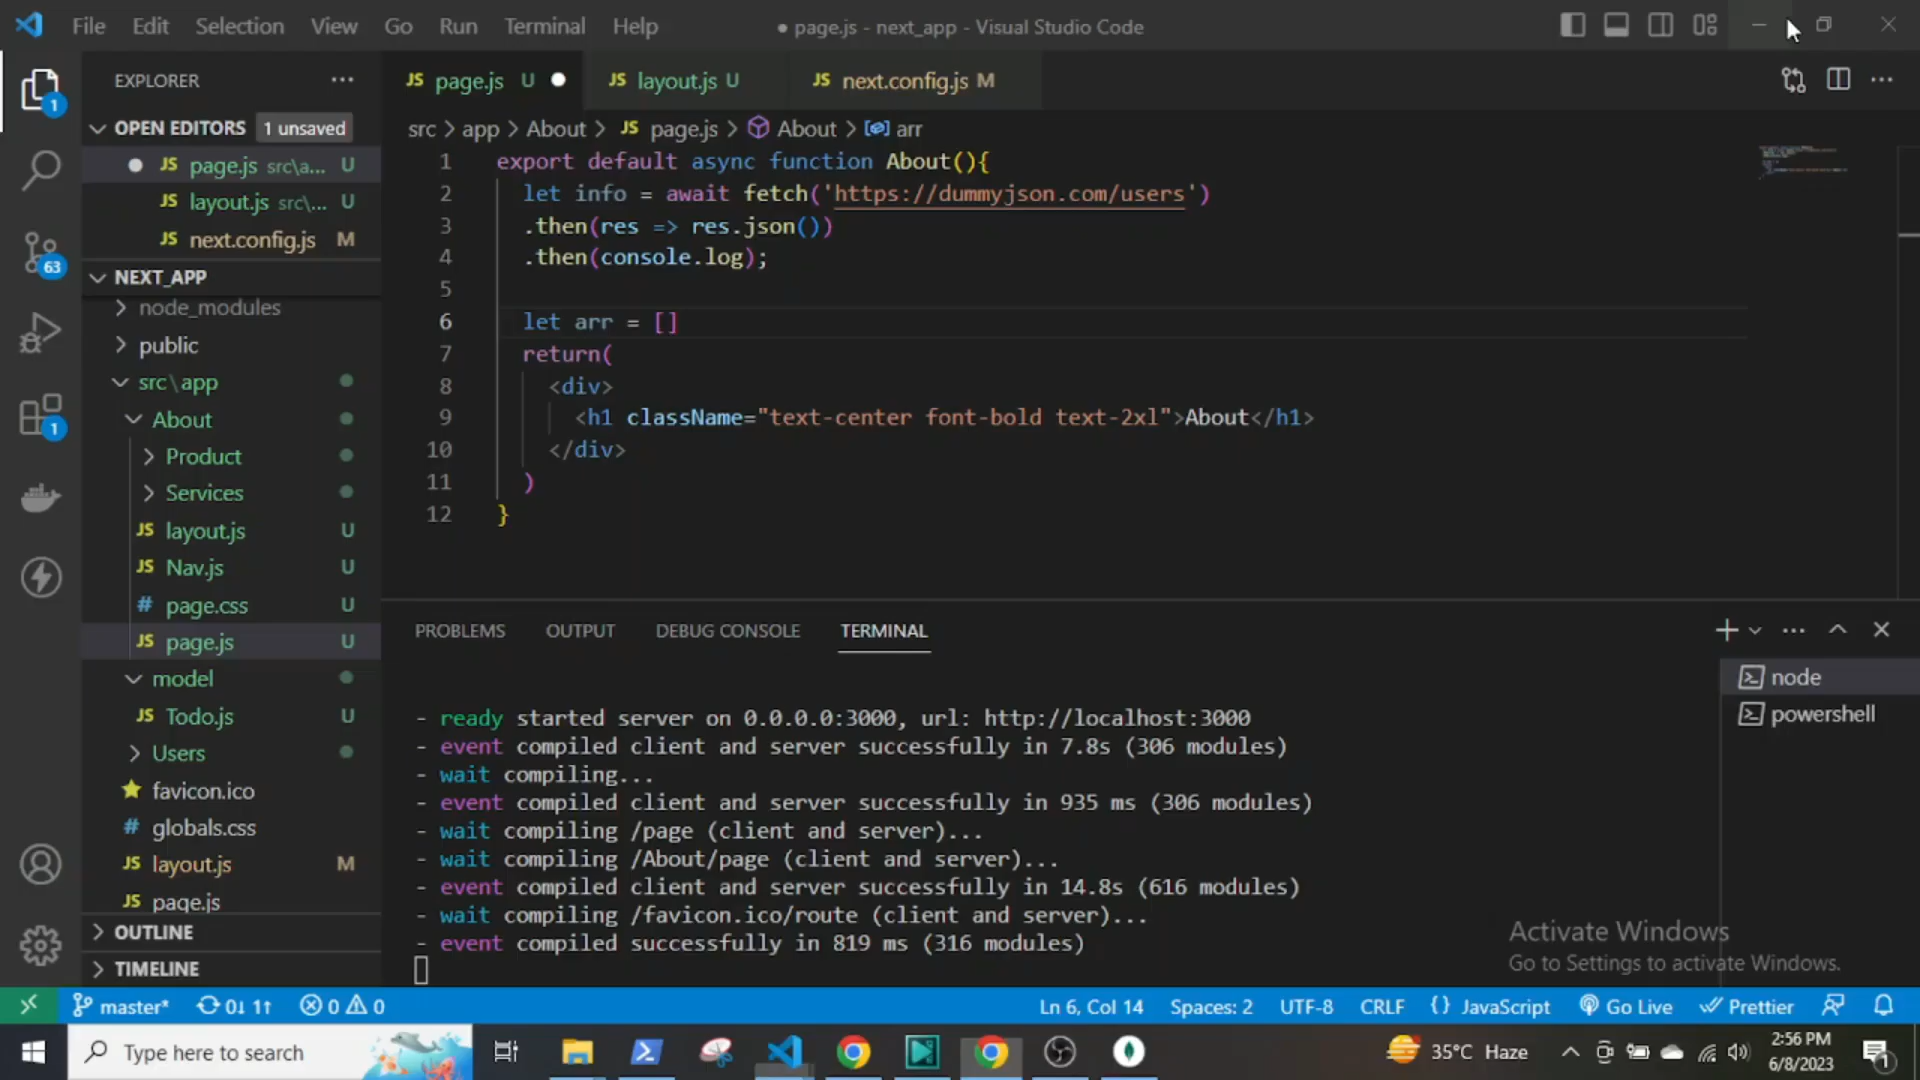 File Edit Selection View Go Run Terminal Help
● page.js - next_app - Visual Studio Code
EXPLORER
OPEN EDITORS 1 unsaved
JS page.js src\a... U
JS layout.js src\... U
JS next.config.js M
NEXT_APP
node_modules
public
src\app
About
Product
Services
JS layout.js U
JS Nav.js U
# page.css U
JS page.js U
model
JS Todo.js U
Users
favicon.ico
# globals.css
JS layout.js M
JS page.js
OUTLINE
TIMELINE
1
63
1
JS page.js U
JS layout.js U
JS next.config.js M
src > app > About > JS page.js > About > arr
1 export default async function About(){
2 let info = await fetch('https://dummyjson.com/users')
3 .then(res => res.json())
4 .then(console.log);
5
6 let arr = []
7 return(
8 <div>
9 <h1 className="text-center font-bold text-2xl">About</h1>
10 </div>
11 )
12 }
PROBLEMS OUTPUT DEBUG CONSOLE TERMINAL
- ready started server on 0.0.0.0:3000, url: http://localhost:3000
- event compiled client and server successfully in 7.8s (306 modules)
- wait compiling...
- event compiled client and server successfully in 935 ms (306 modules)
- wait compiling /page (client and server)...
- wait compiling /About/page (client and server)...
- event compiled client and server successfully in 14.8s (616 modules)
- wait compiling /favicon.ico/route (client and server)...
- event compiled successfully in 819 ms (316 modules)
node
powershell
Activate Windows
Go to Settings to activate Windows.
master* 0↓ 1↑ 0 0
Ln 6, Col 14 Spaces: 2 UTF-8 CRLF {} JavaScript Go Live Prettier
Type here to search
35°C Haze
2:56 PM
6/8/2023
1